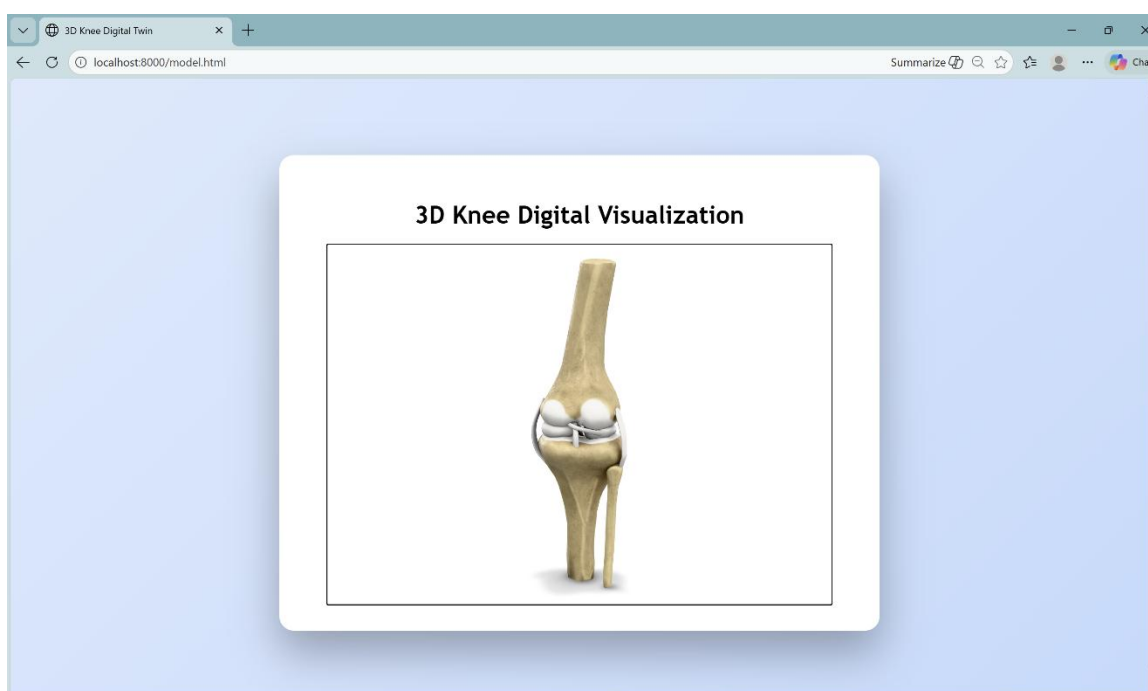 3D Knee Digital Twin
localhost:8000/model.html
Summarize
Cha
3D Knee Digital Visualization